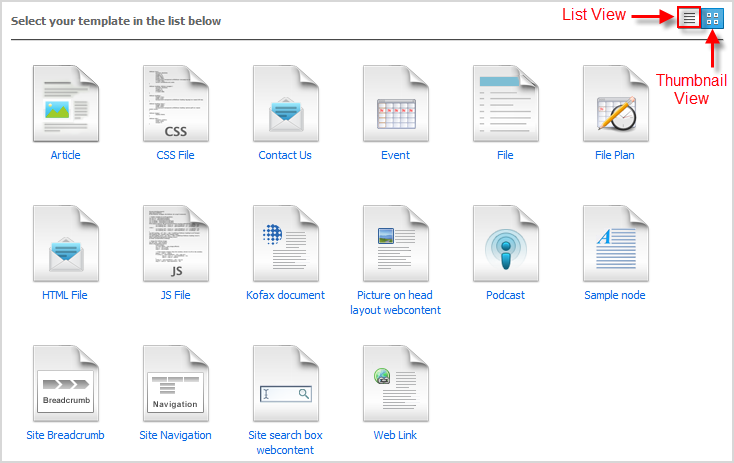 Select your template in the list below
List View
Thumbnail
View
CSS
Article
CSS File
Contact Us
Event
File
File Plan
JS
HTML File
JS File
Kofax document
Picture on head
layout webcontent
Podcast
A
Sample node
Breadcrumb
Navigation
Site Breadcrumb
Site Navigation
Site search box
webcontent
Web Link